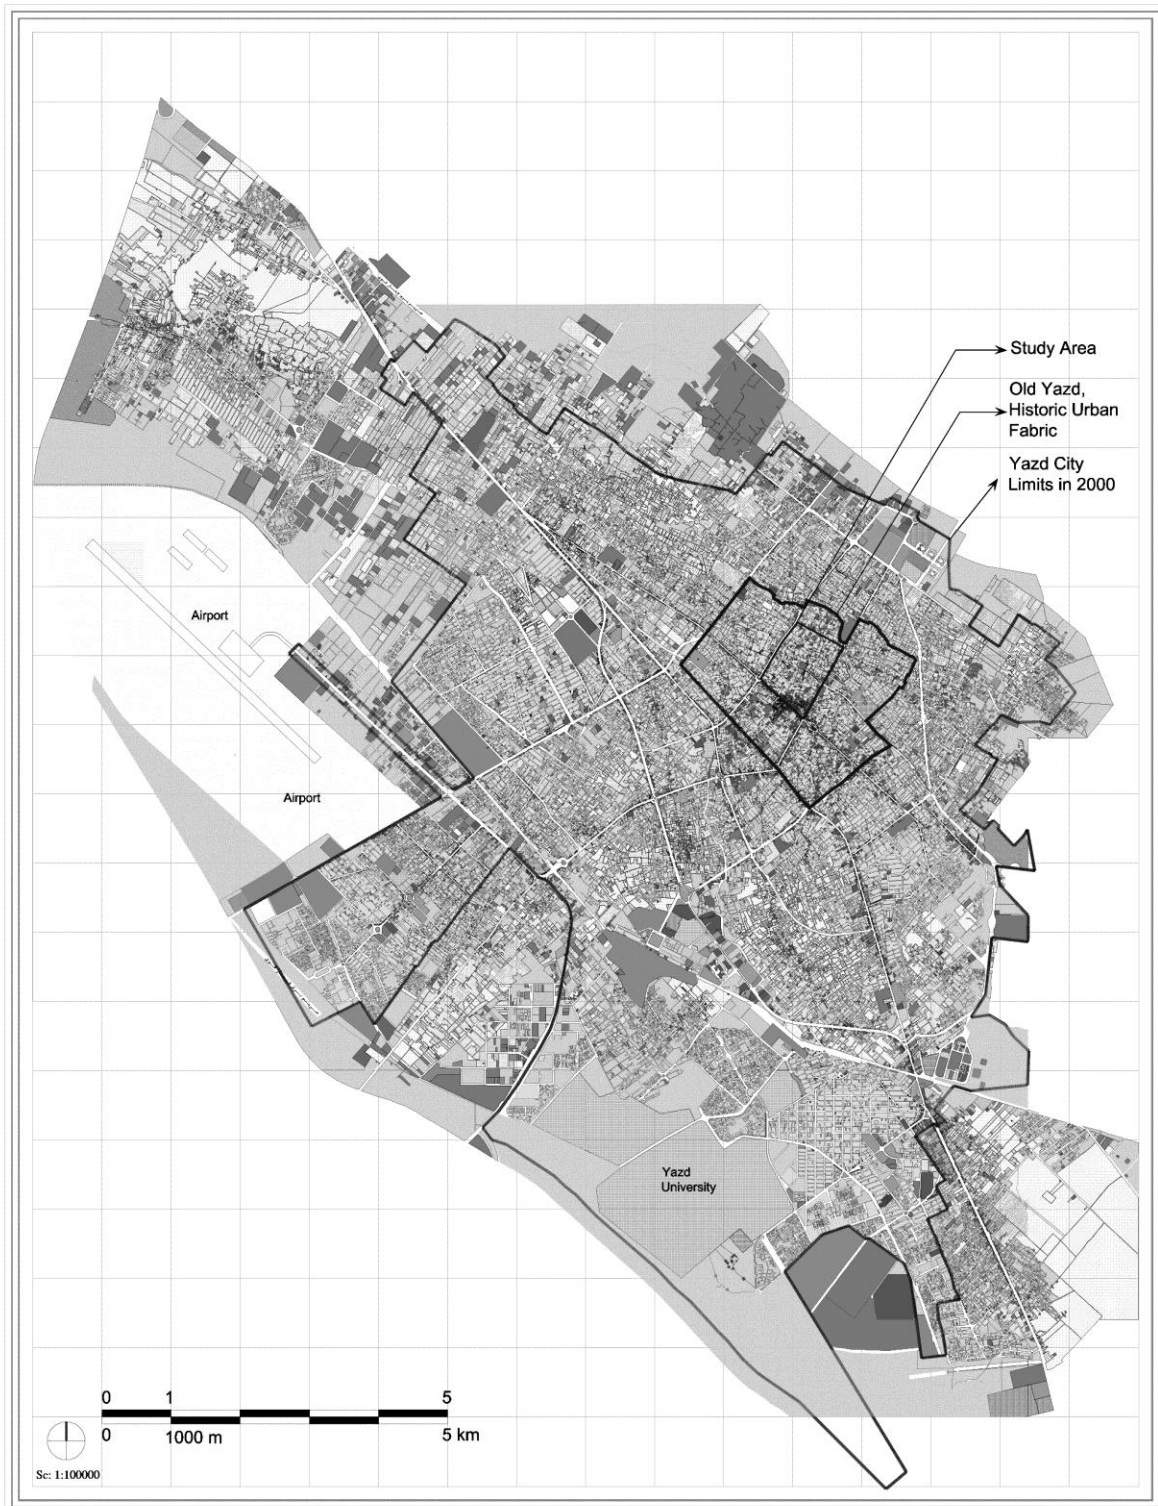 Study Area
Old Yazd,
Historic Urban
Fabric
Yazd City
Limits in 2000
Airport
Airport
Yazd
University
0 1 5
0 1000 m 5 km
Sc: 1:100000